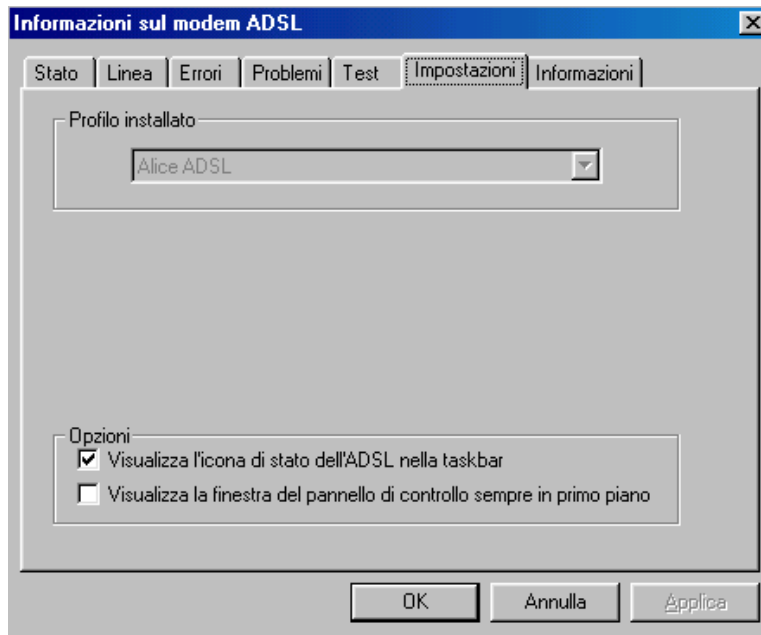 Informazioni sul modem ADSL
Stato Linea Errori Problemi Test Impostazioni Informazioni
Profilo installato
Alice ADSL
Opzioni
Visualizza l'icona di stato dell'ADSL nella taskbar
Visualizza la finestra del pannello di controllo sempre in primo piano
OK Annulla Applica